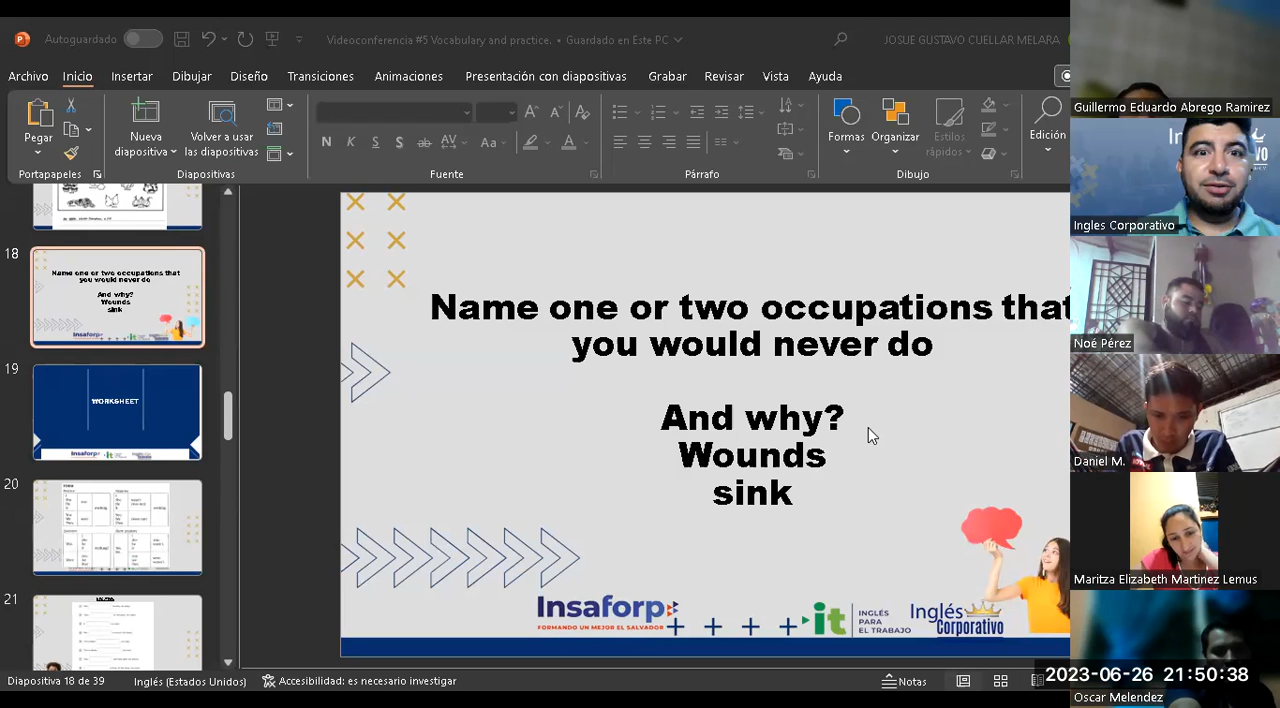 Autoguardado
Videoconferencia #5 Vocabulary and practice. • Guardado en Este PC
JOSUE GUSTAVO CUELLAR MELARA
Archivo Inicio Insertar Dibujar Diseño Transiciones Animaciones Presentación con diapositivas Grabar Revisar Vista Ayuda
Pegar
Nueva diapositiva
Volver a usar las diapositivas
N K S S ab AV Aa A
Formas
Organizar
Estilos rápidos
Edición
Portapapeles
Diapositivas
Fuente
Párrafo
Dibujo
18
Name one or two occupations that
you would never do
And why?
Wounds
sink
Insaforp
19
WORKSHEET
20
21
Name one or two occupations that
you would never do
And why?
Wounds
sink
Insaforp
FORMANDO UN MEJOR EL SALVADOR
it
INGLÉS
PARA
EL TRABAJO
Inglés
Corporativo
Guillermo Eduardo Abrego Ramirez
Ingles Corporativo
Noé Pérez
Daniel M.
Maritza Elizabeth Martinez Lemus
Oscar Melendez
2023-06-26 21:50:38
Diapositiva 18 de 39
Inglés (Estados Unidos)
Accesibilidad: es necesario investigar
Notas